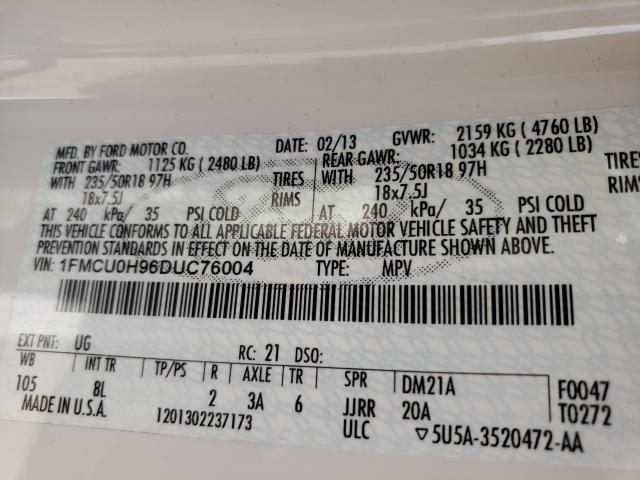 MFD. BY FORD MOTOR CO. DATE: 02/13 GVWR: 2159 KG ( 4760 LB)
FRONT GAWR: 1125 KG ( 2480 LB) REAR GAWR: 1034 KG ( 2280 LB)
WITH 235/50R18 97H TIRES WITH 235/50R18 97H TIRES
18x7.5J RIMS 18x7.5J RIMS
AT 240 kPa/ 35 PSI COLD AT 240 kPa/ 35 PSI COLD
THIS VEHICLE CONFORMS TO ALL APPLICABLE FEDERAL MOTOR VEHICLE SAFETY AND THEFT
PREVENTION STANDARDS IN EFFECT ON THE DATE OF MANUFACTURE SHOWN ABOVE.
VIN: 1FMCU0H96DUC76004 TYPE: MPV
EXT PNT: UG RC: 21 DSO:
WB INT TR TP/PS R AXLE TR SPR DM21A F0047
105 8L 2 3A 6 JJRR 20A T0272
MADE IN U.S.A. 1201302237173 ULC ▽5U5A-3520472-AA